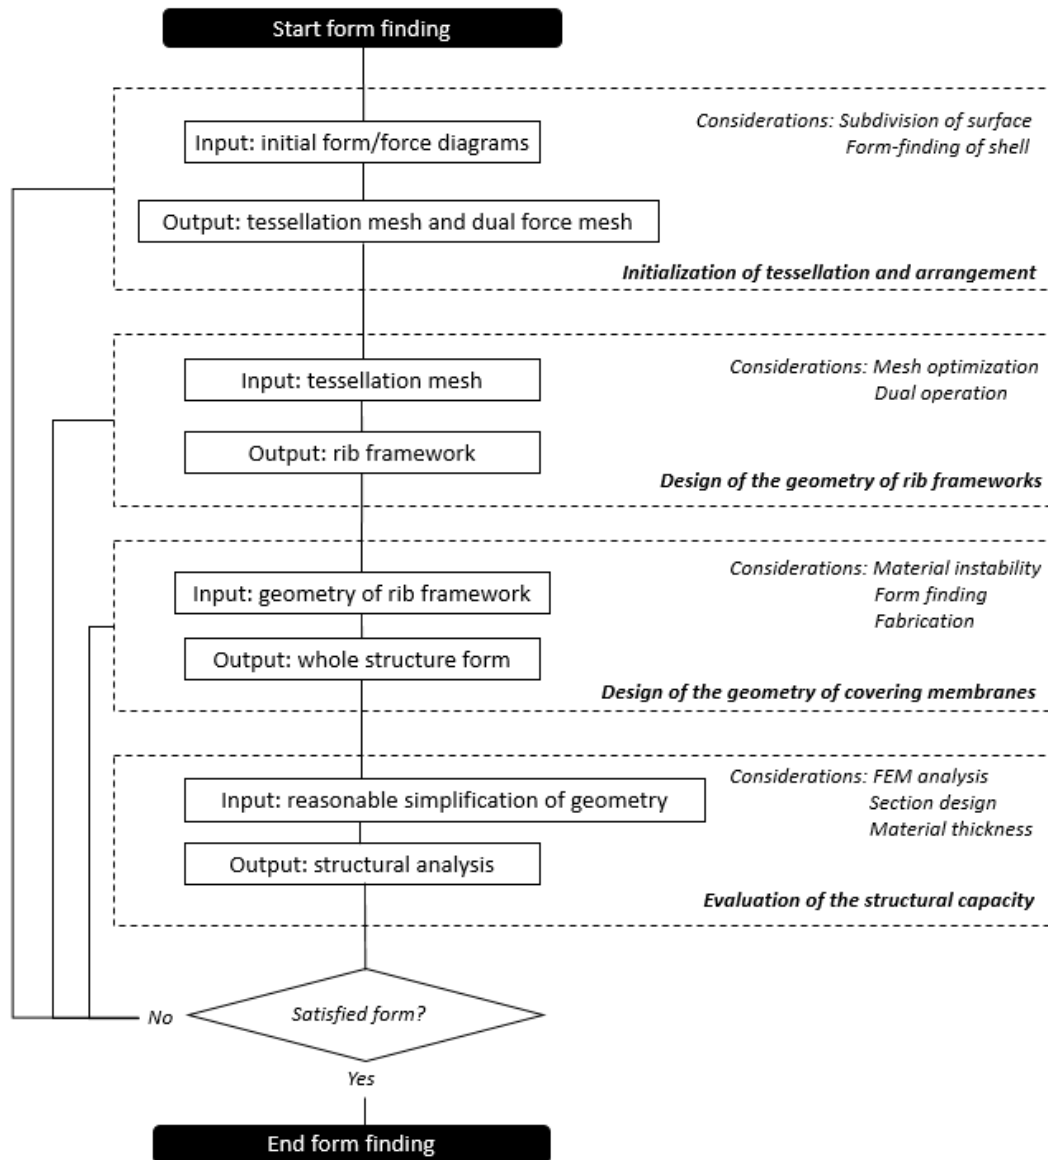 Start form finding
Considerations: Subdivision of surface
Input: initial form/force diagrams
Form-finding of shell
Output: tessellation mesh and dual force mesh
Initialization of tessellation and arrangement
Considerations: Mesh optimization
Input: tessellation mesh
Dual operation
Output: rib framework
Design of the geometry of rib frameworks
Considerations: Material instability
Input: geometry of rib framework
Form finding
Fabrication
Output: whole structure form
Design of the geometry of covering membranes
Considerations: FEM analysis
Input: reasonable simplification of geometry
Section design
Material thickness
Output: structural analysis
Evaluation of the structural capacity
Satisfied form?
No
Yes
End form finding